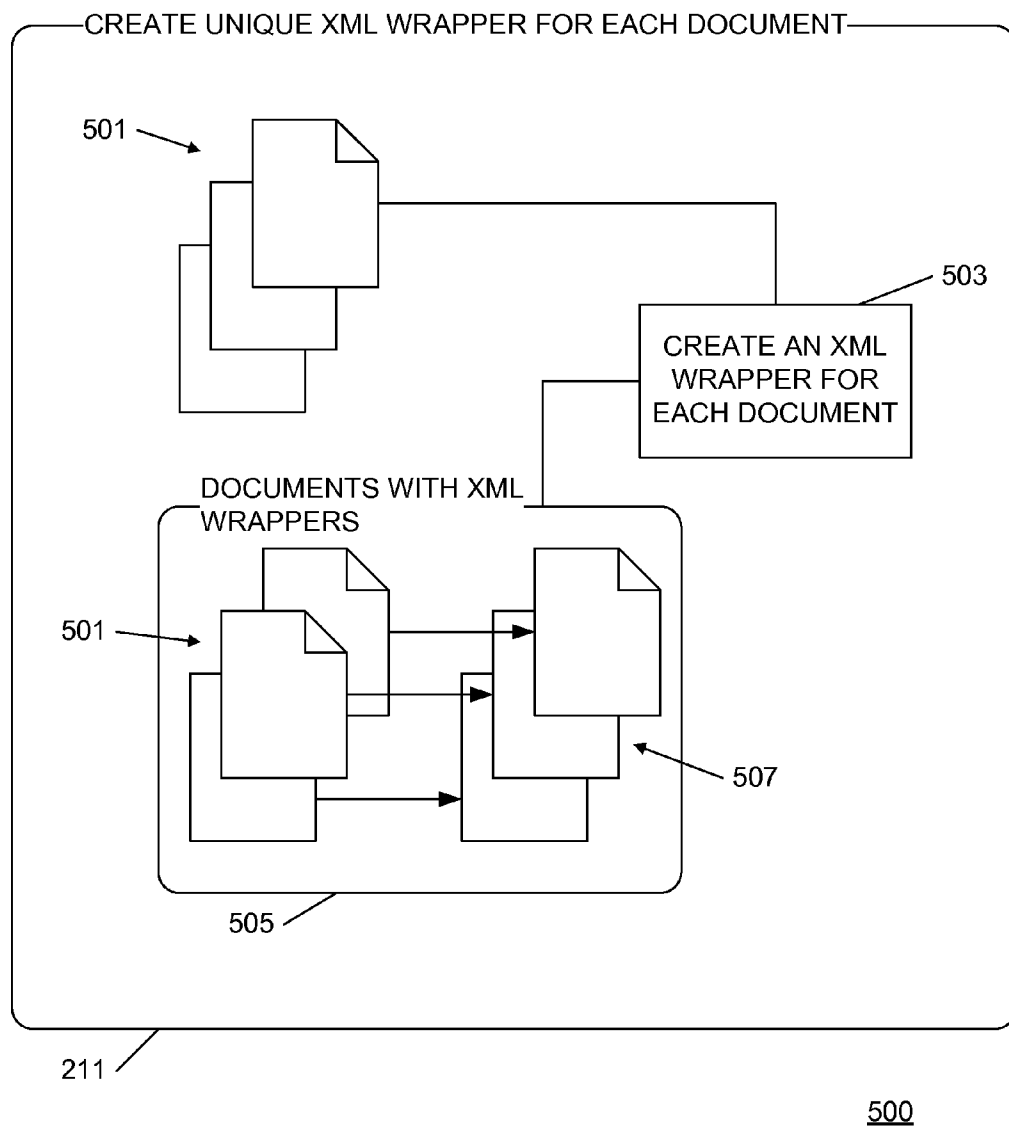 CREATE UNIQUE XML WRAPPER FOR EACH DOCUMENT
501
503
CREATE AN XML
WRAPPER FOR
EACH DOCUMENT
DOCUMENTS WITH XML
WRAPPERS
501
507
505
211
500